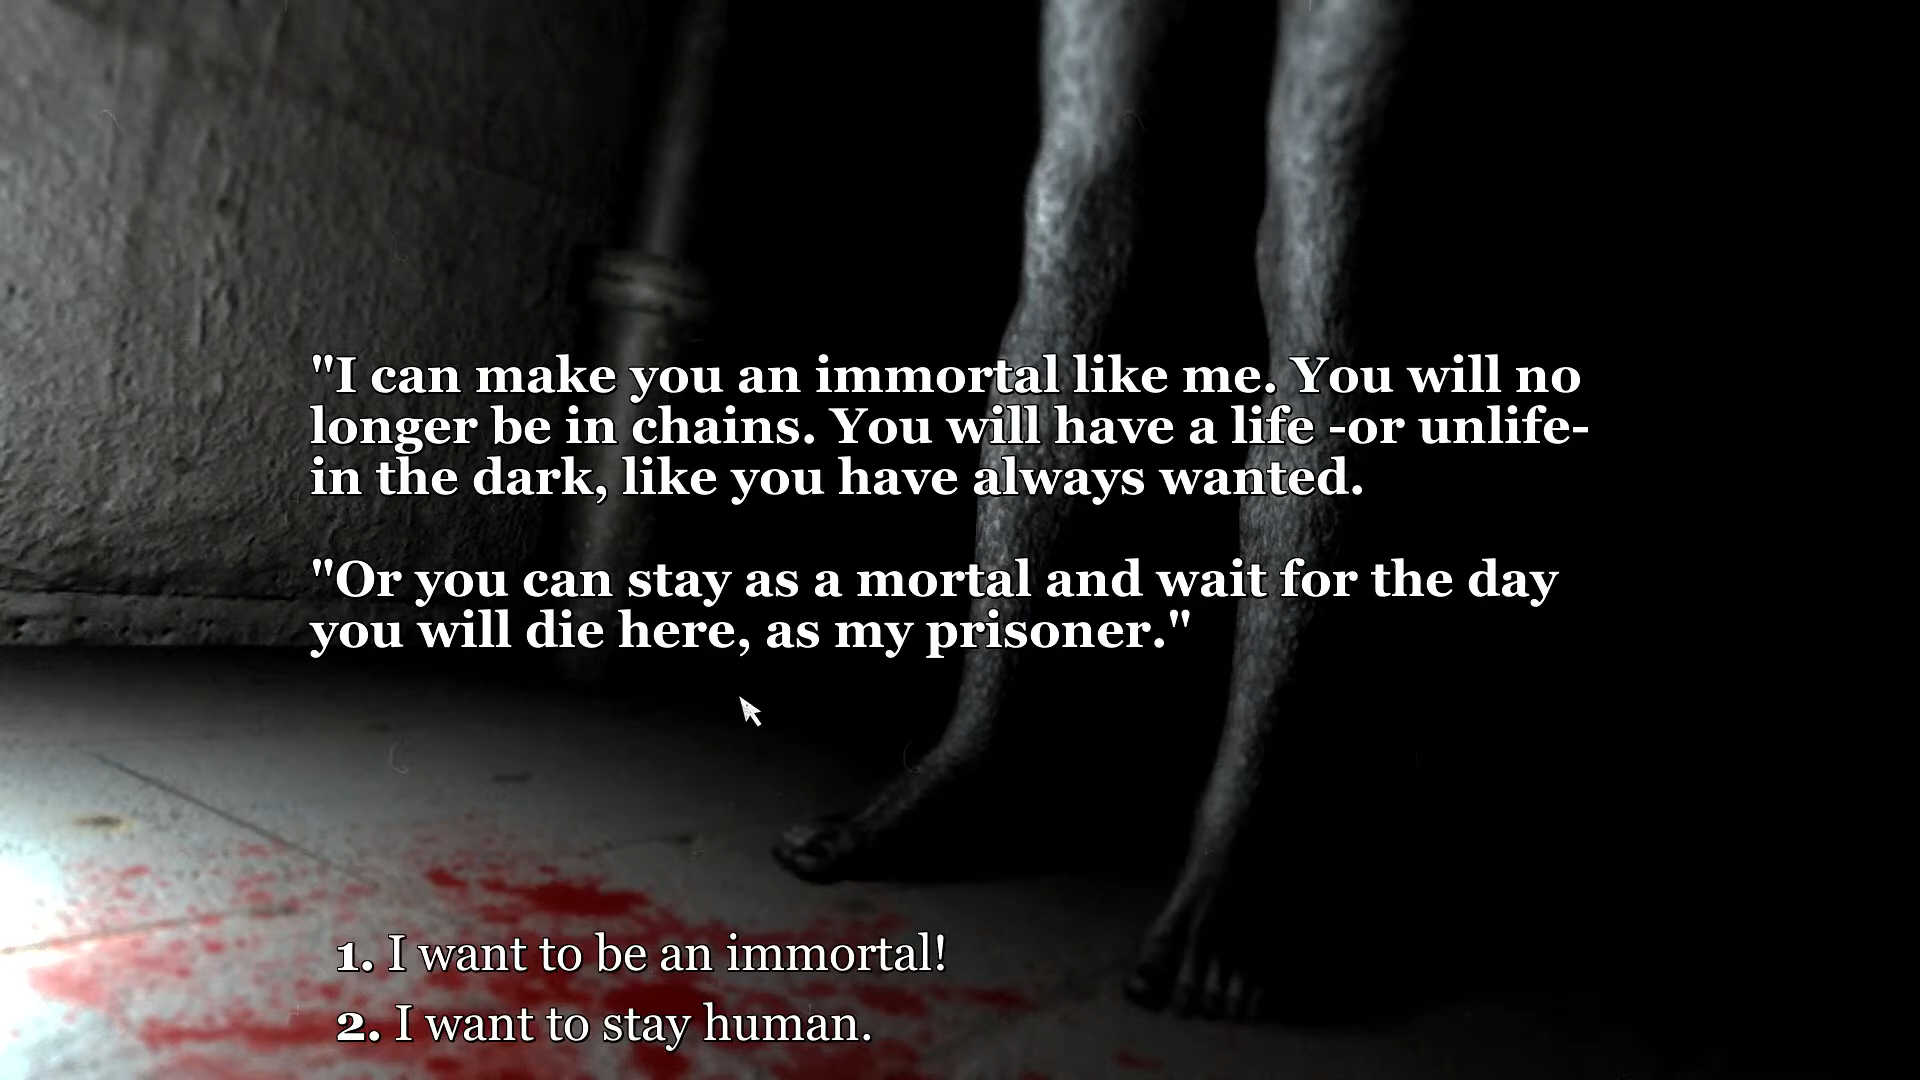 "I can make you an immortal like me. You will no
longer be in chains. You will have a life -or unlife-
in the dark, like you have always wanted.
"Or you can stay as a mortal and wait for the day
you will die here, as my prisoner."
1. I want to be an immortal!
2. I want to stay human.